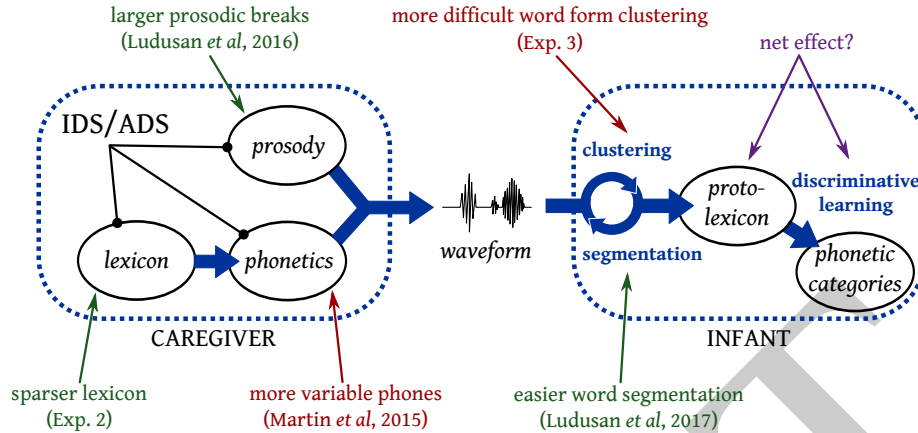 larger prosodic breaks
(Ludusan et al, 2016)
more difficult word form clustering
(Exp. 3)
net effect?
IDS/ADS
prosody
lexicon
phonetics
CAREGIVER
waveform
clustering
segmentation
proto-
lexicon
discriminative
learning
phonetic
categories
INFANT
sparser lexicon
(Exp. 2)
more variable phones
(Martin et al, 2015)
easier word segmentation
(Ludusan et al, 2017)